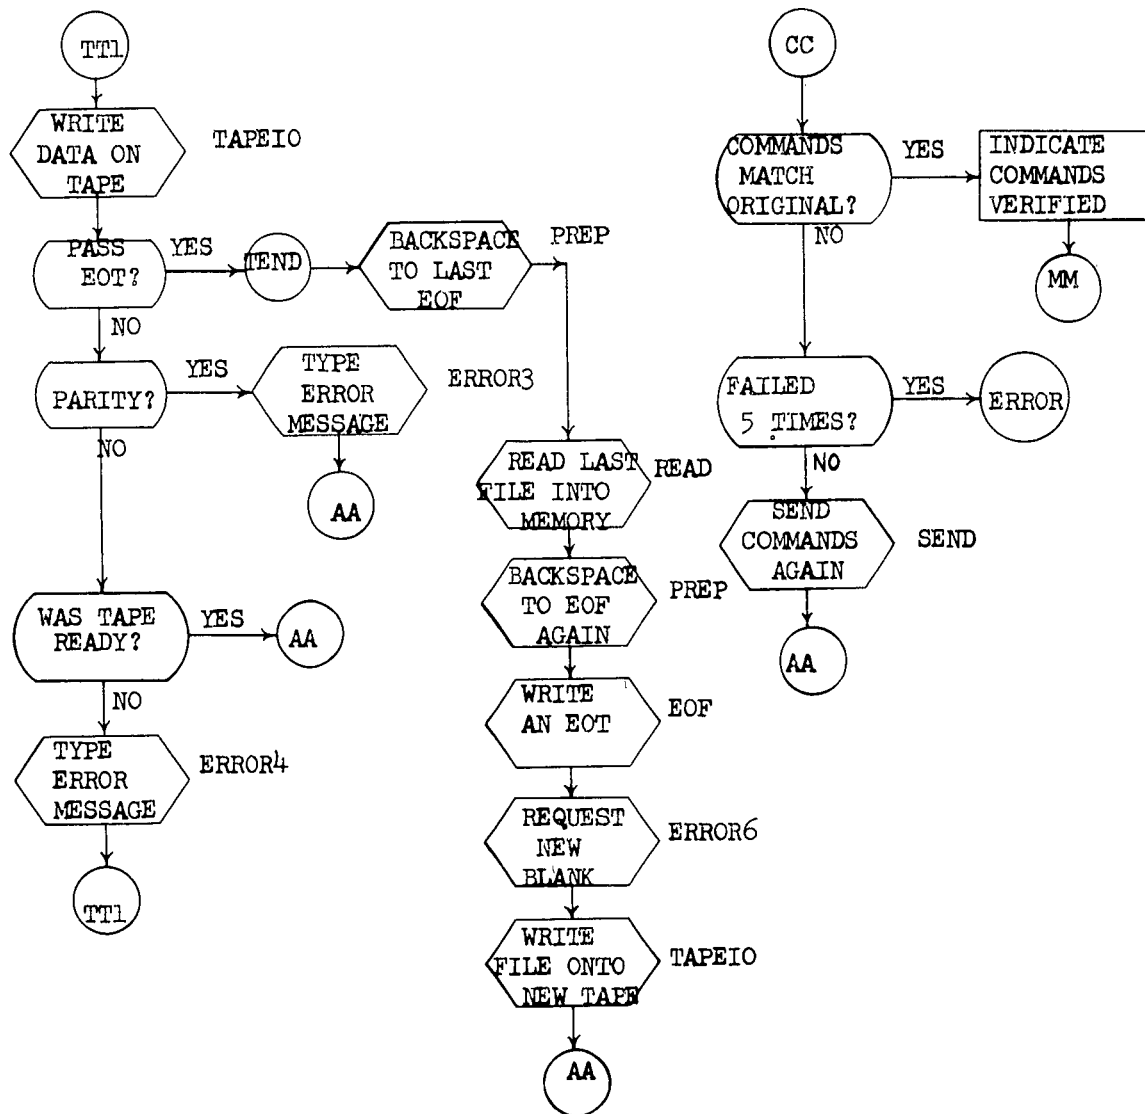 TT1
WRITE
DATA ON
TAPE
TAPEIO
PASS
EOT?
YES
TEND
BACKSPACE
TO LAST
EOF
PREP
NO
PARITY?
YES
TYPE
ERROR
MESSAGE
ERROR3
AA
NO
WAS TAPE
READY?
YES
AA
NO
TYPE
ERROR
MESSAGE
ERROR4
TT1
READ LAST
FILE INTO
MEMORY
READ
BACKSPACE
TO EOF
AGAIN
PREP
WRITE
AN EOT
EOF
REQUEST
NEW
BLANK
ERROR6
WRITE
FILE ONTO
NEW TAPE
TAPEIO
AA
CC
COMMANDS
MATCH
ORIGINAL?
YES
INDICATE
COMMANDS
VERIFIED
MM
NO
FAILED
5 TIMES?
YES
ERROR
NO
SEND
COMMANDS
AGAIN
SEND
AA